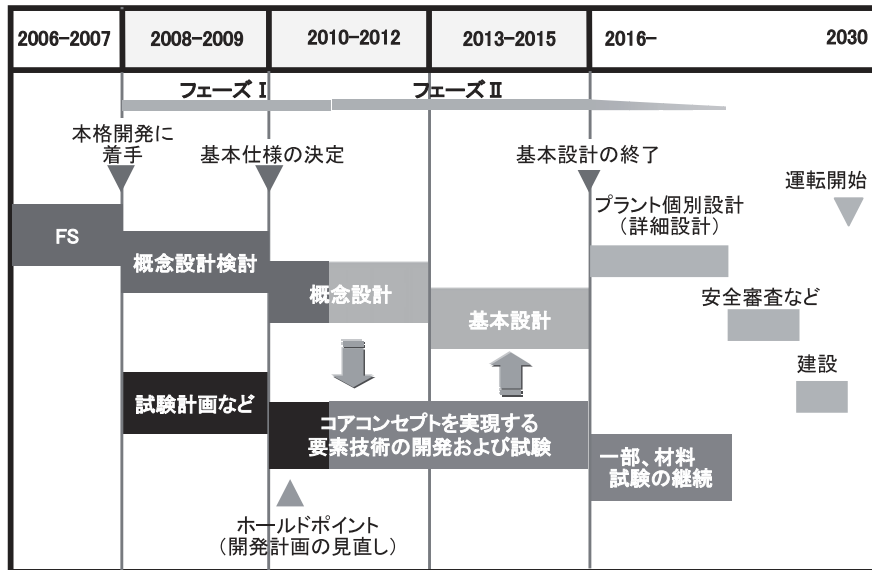 2006-2007
2008-2009
2010-2012
2013-2015
2016-
2030
フェーズⅠ
フェーズⅡ
本格開発に
着手
基本仕様の決定
基本設計の終了
運転開始
プラント個別設計
（詳細設計）
FS
概念設計検討
概念設計
基本設計
安全審査など
建設
試験計画など
コアコンセプトを実現する
要素技術の開発および試験
一部、材料
試験の継続
ホールドポイント
（開発計画の見直し）